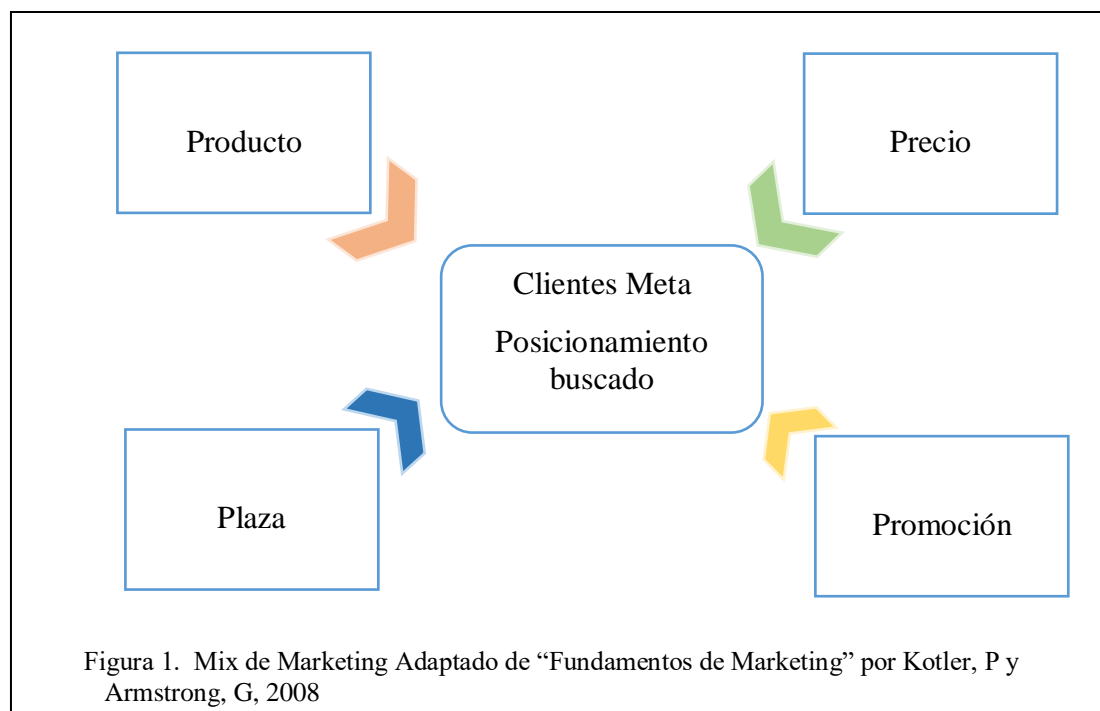 Producto
Precio
Clientes Meta
Posicionamiento
buscado
Plaza
Promoción
Figura 1.  Mix de Marketing Adaptado de “Fundamentos de Marketing” por Kotler, P y
Armstrong, G, 2008